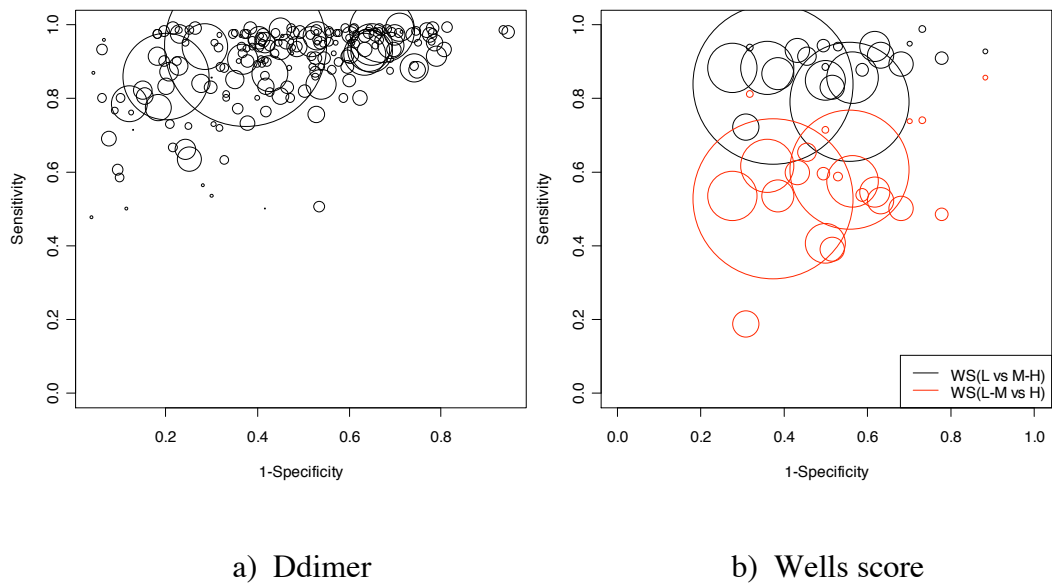 1.0
0.8
0.6
0.4
0.2
0.0
Sensitivity
0.2 0.4 0.6 0.8
1-Specificity
a) Ddimer
1.0
0.8
0.6
0.4
0.2
0.0
Sensitivity
WS(L vs M-H)
WS(L-M vs H)
0.0 0.2 0.4 0.6 0.8 1.0
1-Specificity
b) Wells score